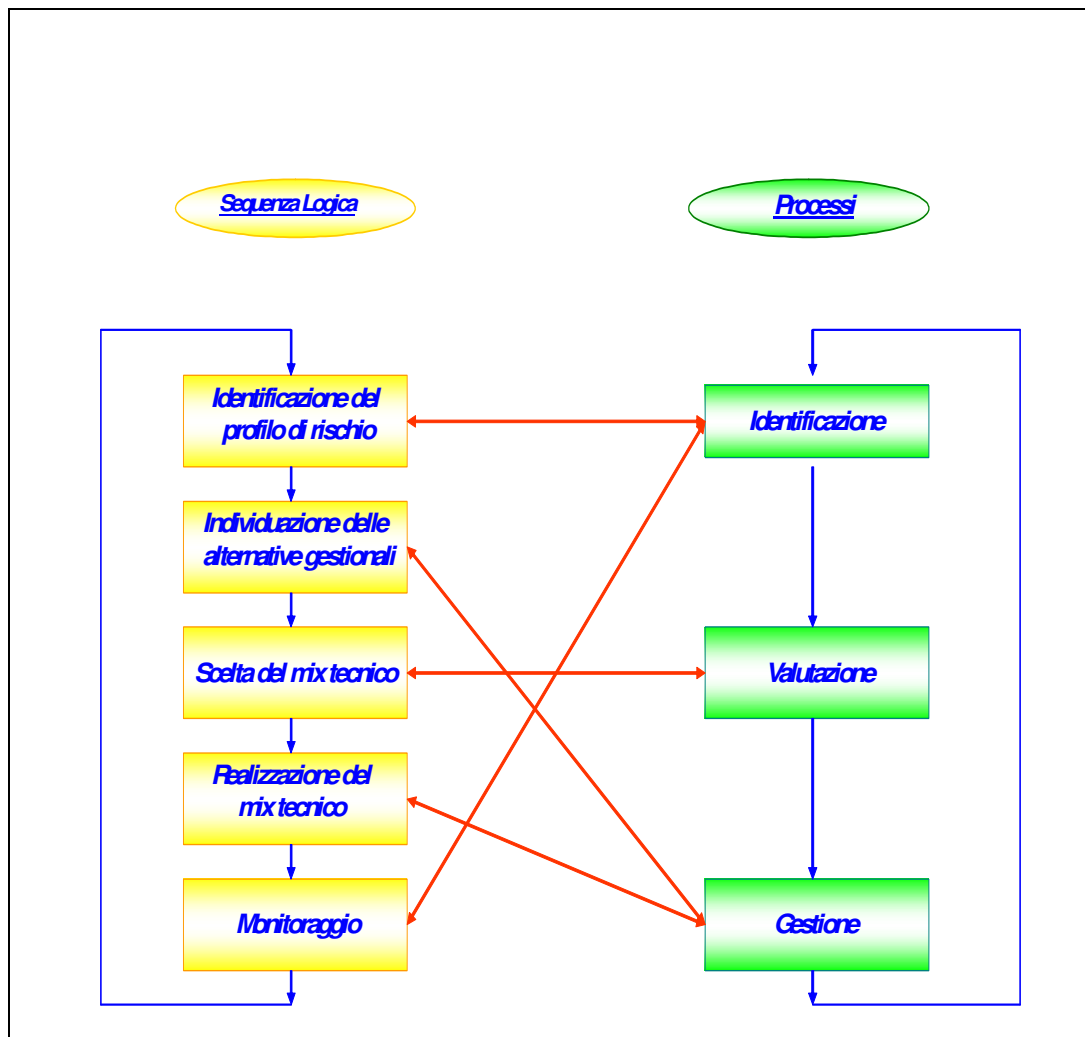 Sequenza Logica
Processi
Identificazione del
profilo di rischio
Identificazione
Individuazione delle
alternative gestionali
Scelta del mix tecnico
Valutazione
Realizzazione del
mix tecnico
Monitoraggio
Gestione